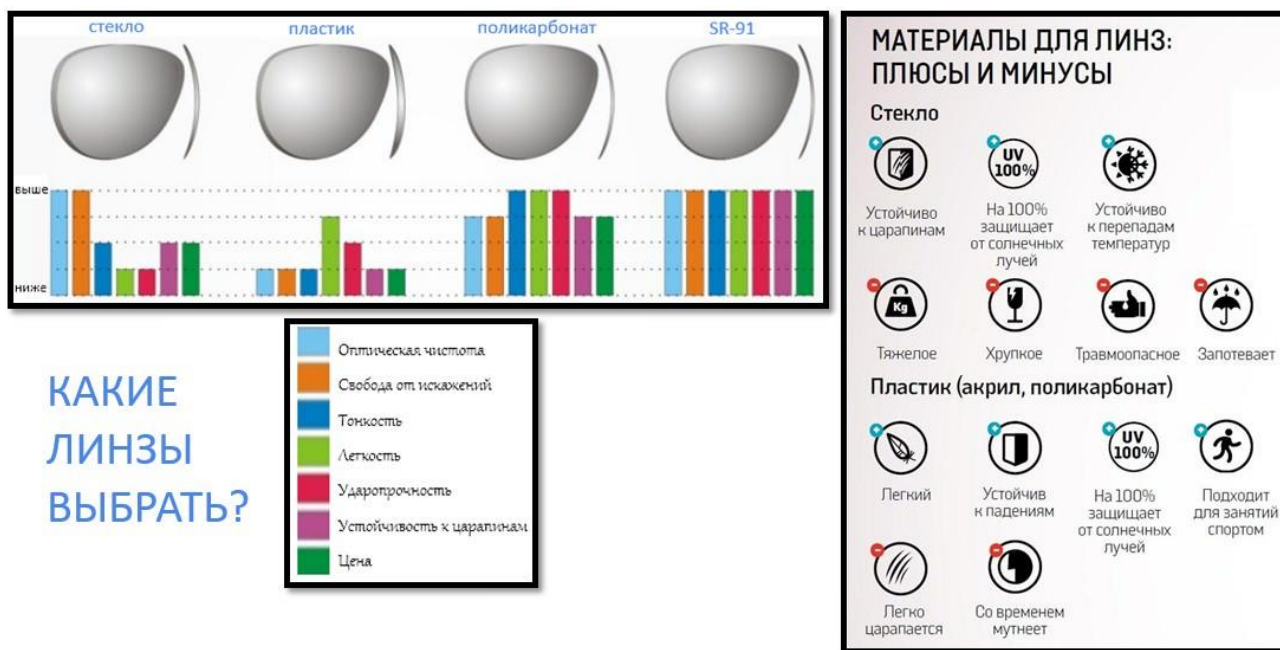 стекло
пластик
поликарбонат
SR-91
выше
ниже
Оптическая чистота
Свобода от искажений
Тонкость
Легкость
Ударопрочность
Устойчивость к царапинам
Цена
КАКИЕ
ЛИНЗЫ
ВЫБРАТЬ?
МАТЕРИАЛЫ ДЛЯ ЛИНЗ:
ПЛЮСЫ И МИНУСЫ
Стекло
UV
100%
Устойчиво
к царапинам
На 100%
защищает
от солнечных
лучей
Устойчиво
к перепадам
температур
Kg
Тяжелое
Хрупкое
Травмоопасное
Запотевает
Пластик (акрил, поликарбонат)
UV
100%
Легкий
Устойчив
к падениям
На 100%
защищает
от солнечных
лучей
Подходит
для занятий
спортом
Легко
царапается
Со временем
мутнеет